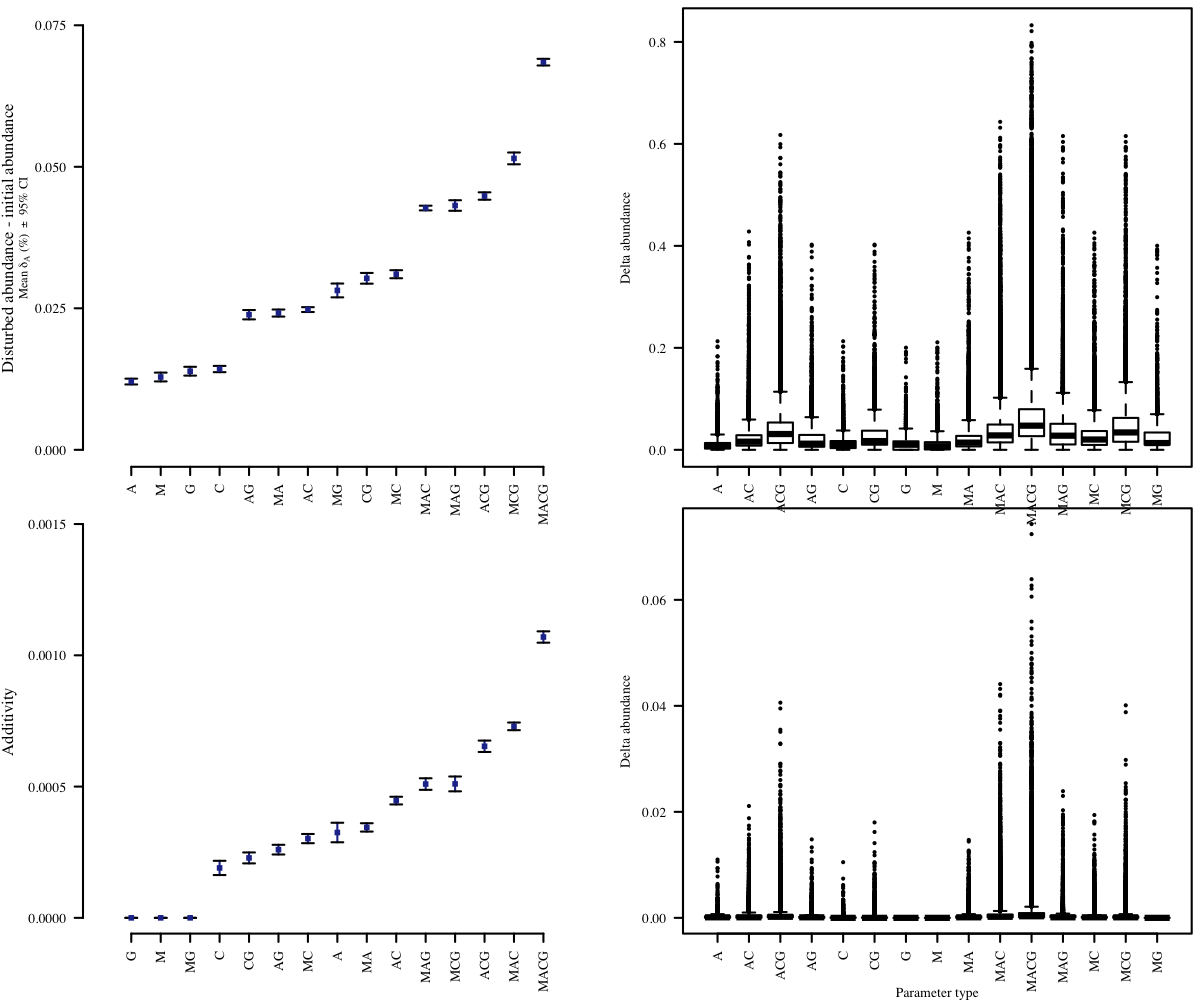 Disturbed abundance - initial abundance
Mean δA (%) ± 95% CI
0.075
0.050
0.025
0.000
A M G C AG MA AC MG CG MC MAC MAG ACG MCG MACG
Delta abundance
0.8
0.6
0.4
0.2
0.0
A AC ACG AG C CG G M MA MAC MACG MAG MC MCG MG
Additivity
0.0015
0.0010
0.0005
0.0000
G M MG C CG AG MC A MA AC MAG MCG ACG MAC MACG
Delta abundance
0.06
0.04
0.02
0.00
A AC ACG AG C CG G M MA MAC MACG MAG MC MCG MG
Parameter type